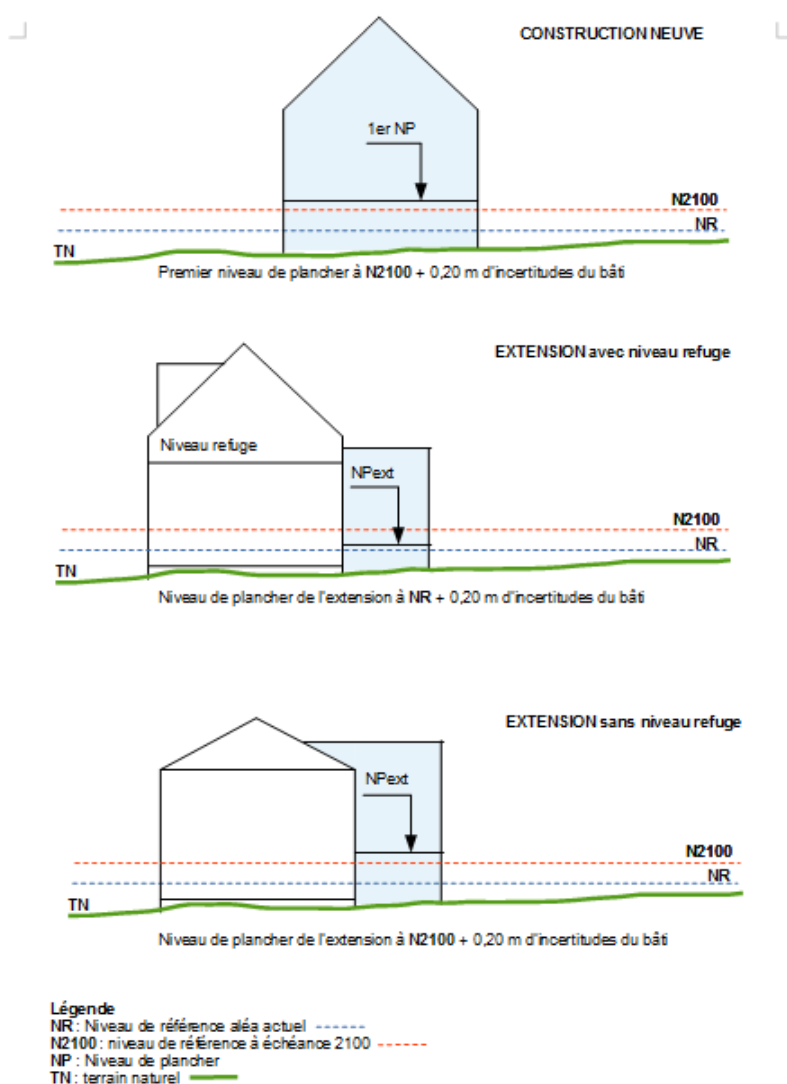 CONSTRUCTION NEUVE
1er NP
N2100
NR
TN
Premier niveau de plancher à N2100 + 0,20 m d'incertitudes du bâti
EXTENSION avec niveau refuge
Niveau refuge
NPext
N2100
NR
TN
Niveau de plancher de l'extension à NR + 0,20 m d'incertitudes du bâti
EXTENSION sans niveau refuge
NPext
N2100
NR
TN
Niveau de plancher de l'extension à N2100 + 0,20 m d'incertitudes du bâti
Légende
NR : Niveau de référence aléa actuel
N2100 : niveau de référence à échéance 2100
NP : Niveau de plancher
TN : terrain naturel